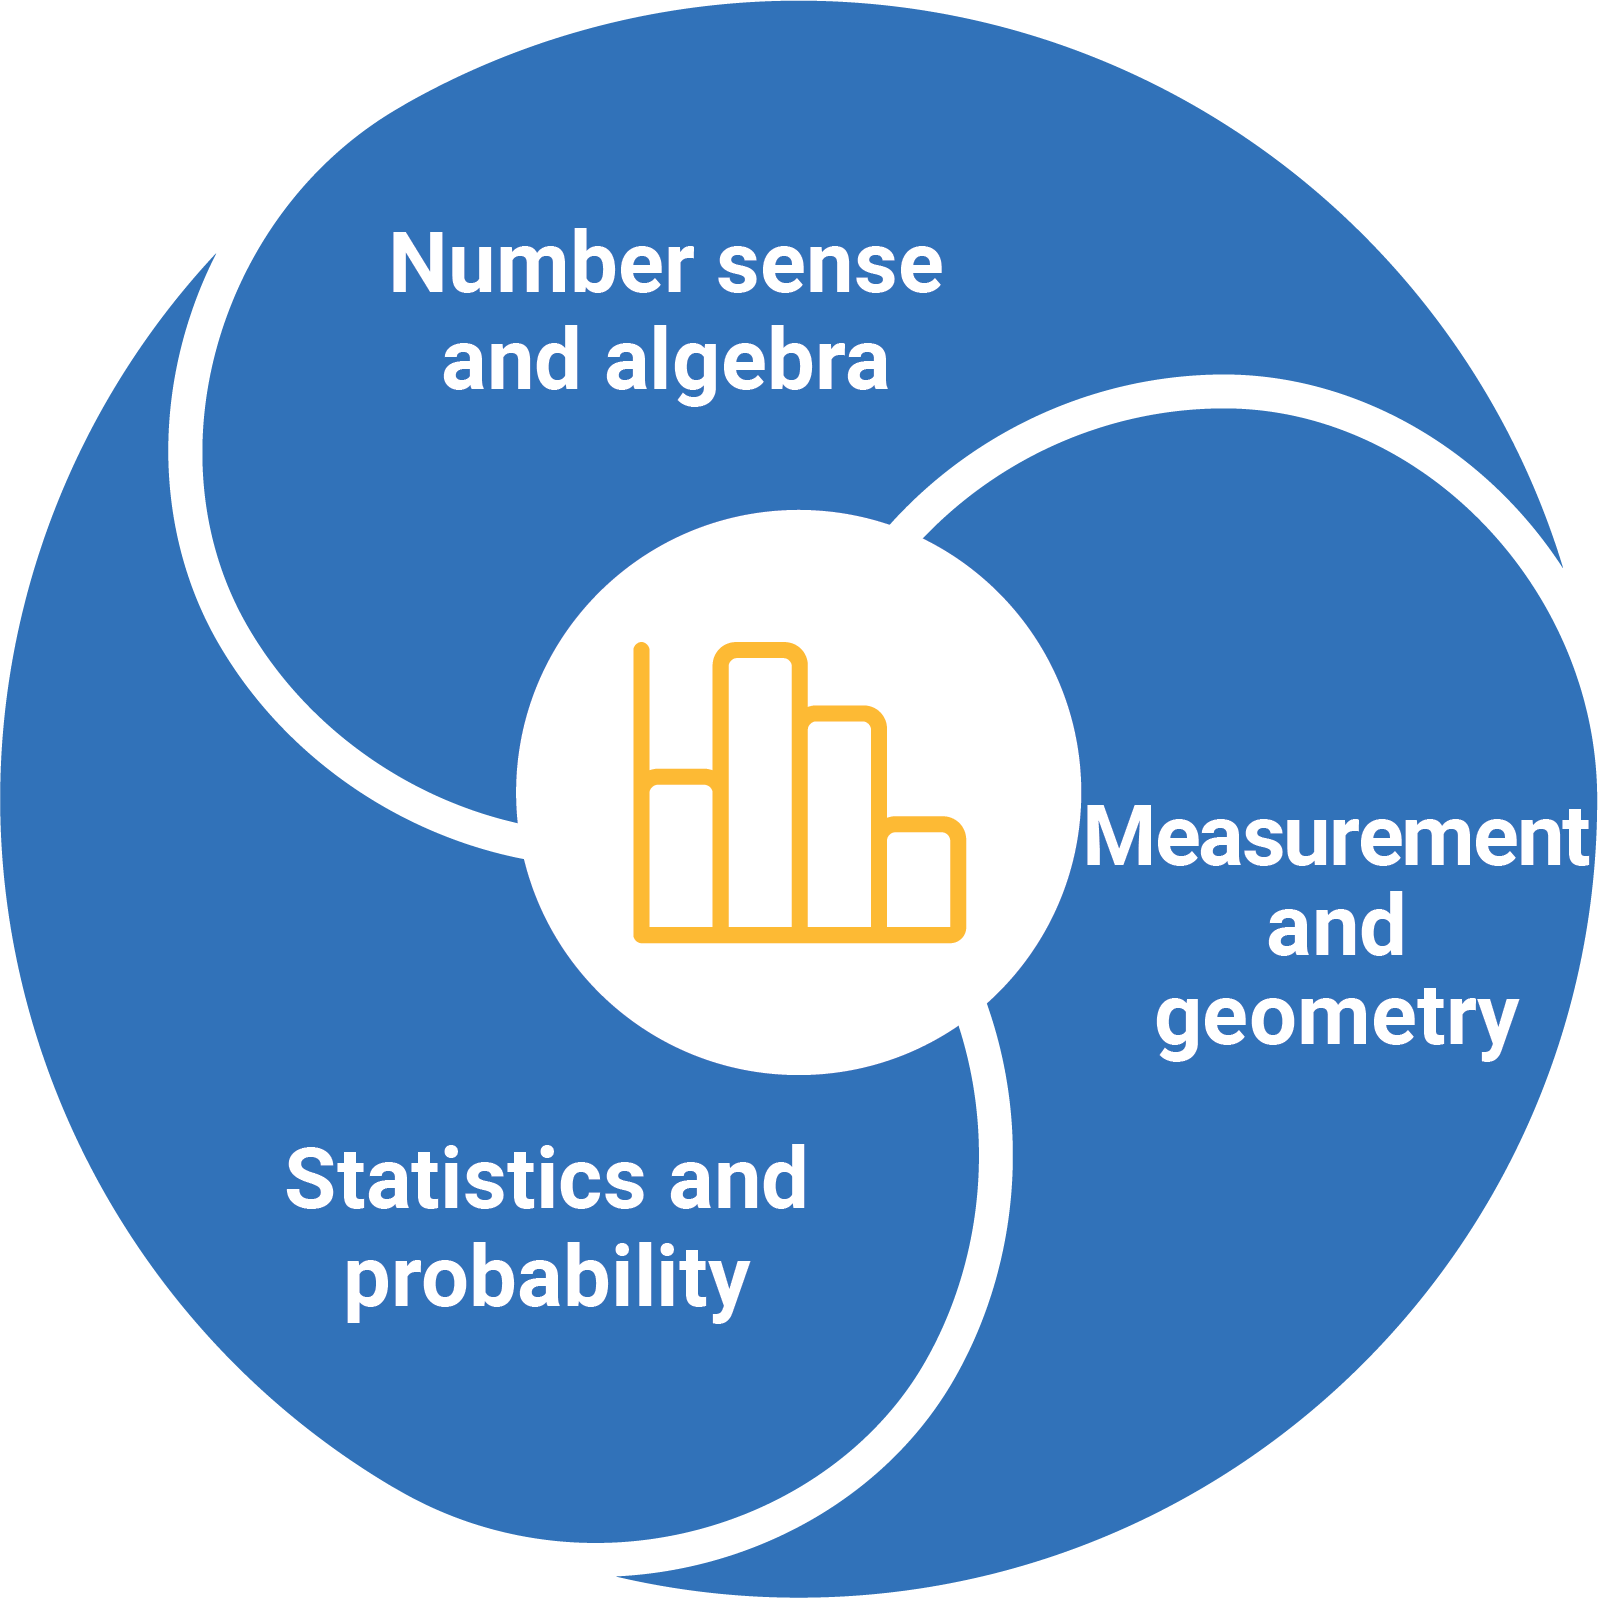 Number sense
and algebra
Measurement
and
geometry
Statistics and
probability